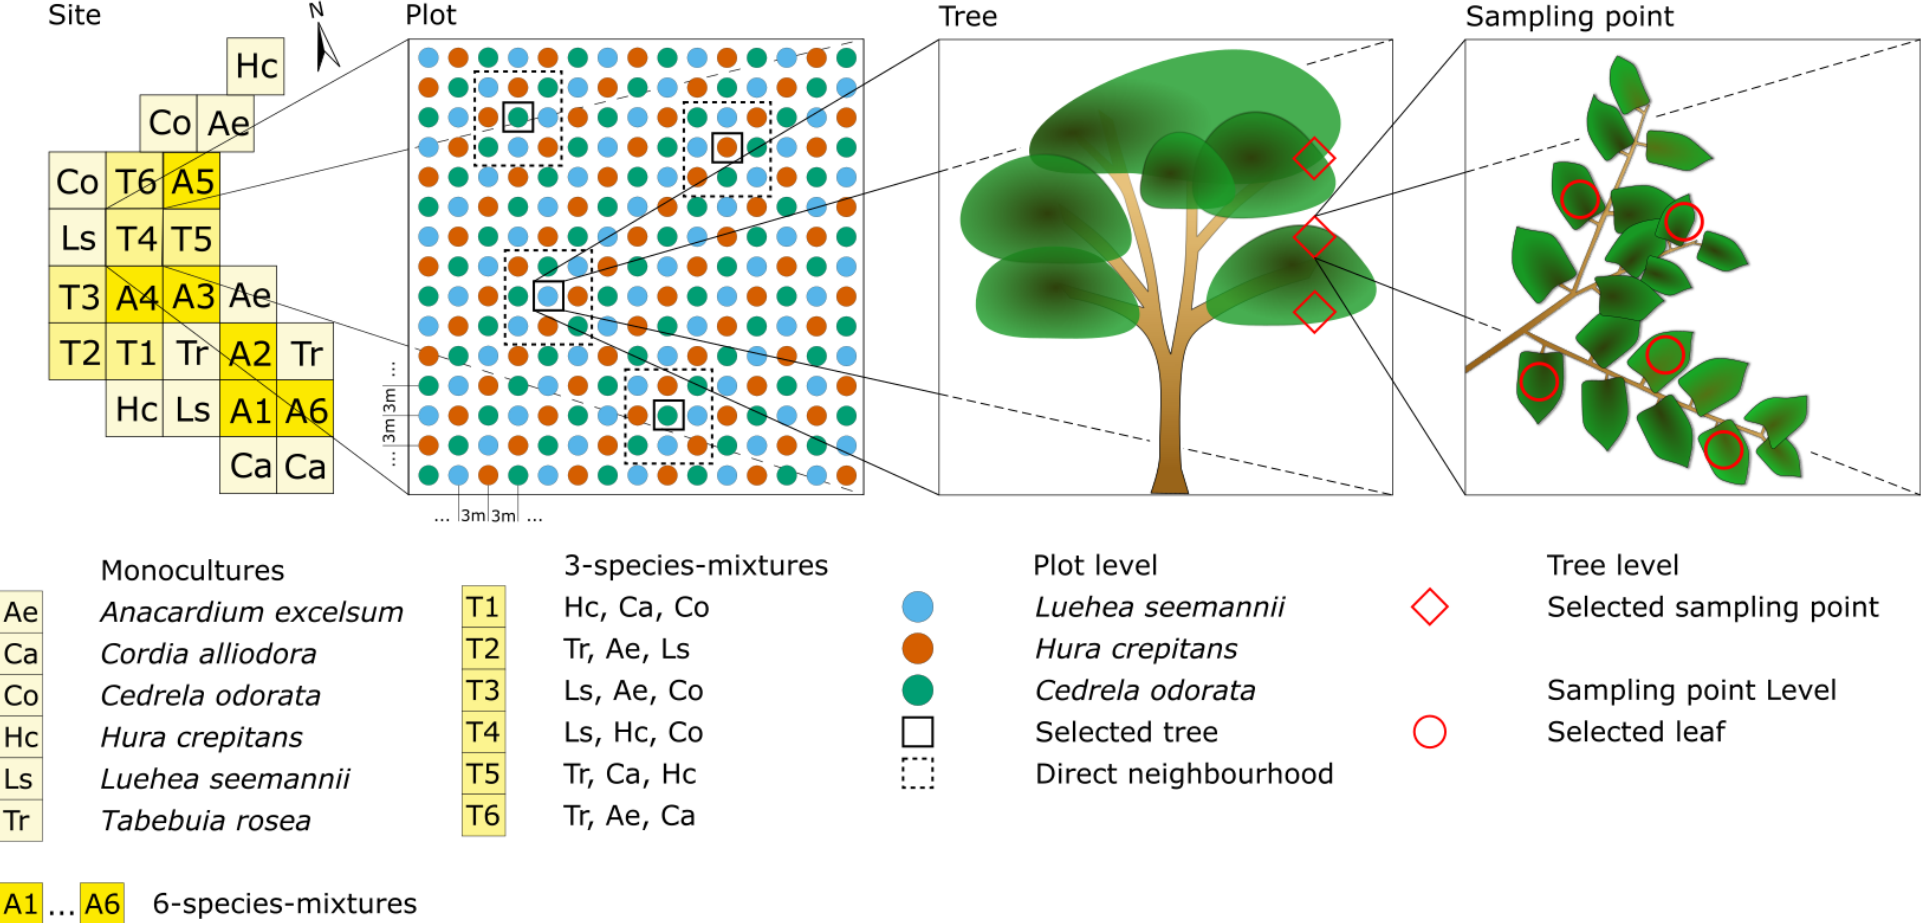 Site
N
Plot
Tree
Sampling point
Hc
Co Ae
Co T6 A5
Ls T4 T5
T3 A4 A3 Ae
T2 T1 Tr A2 Tr
Hc Ls A1 A6
Ca Ca
...
3m
3m
...
... 3m 3m ...
Monocultures
Ae Anacardium excelsum
Ca Cordia alliodora
Co Cedrela odorata
Hc Hura crepitans
Ls Luehea seemannii
Tr Tabebuia rosea
A1 ... A6 6-species-mixtures
3-species-mixtures
T1 Hc, Ca, Co
T2 Tr, Ae, Ls
T3 Ls, Ae, Co
T4 Ls, Hc, Co
T5 Tr, Ca, Hc
T6 Tr, Ae, Ca
Plot level
Luehea seemannii
Hura crepitans
Cedrela odorata
Selected tree
Direct neighbourhood
Tree level
Selected sampling point
Sampling point Level
Selected leaf